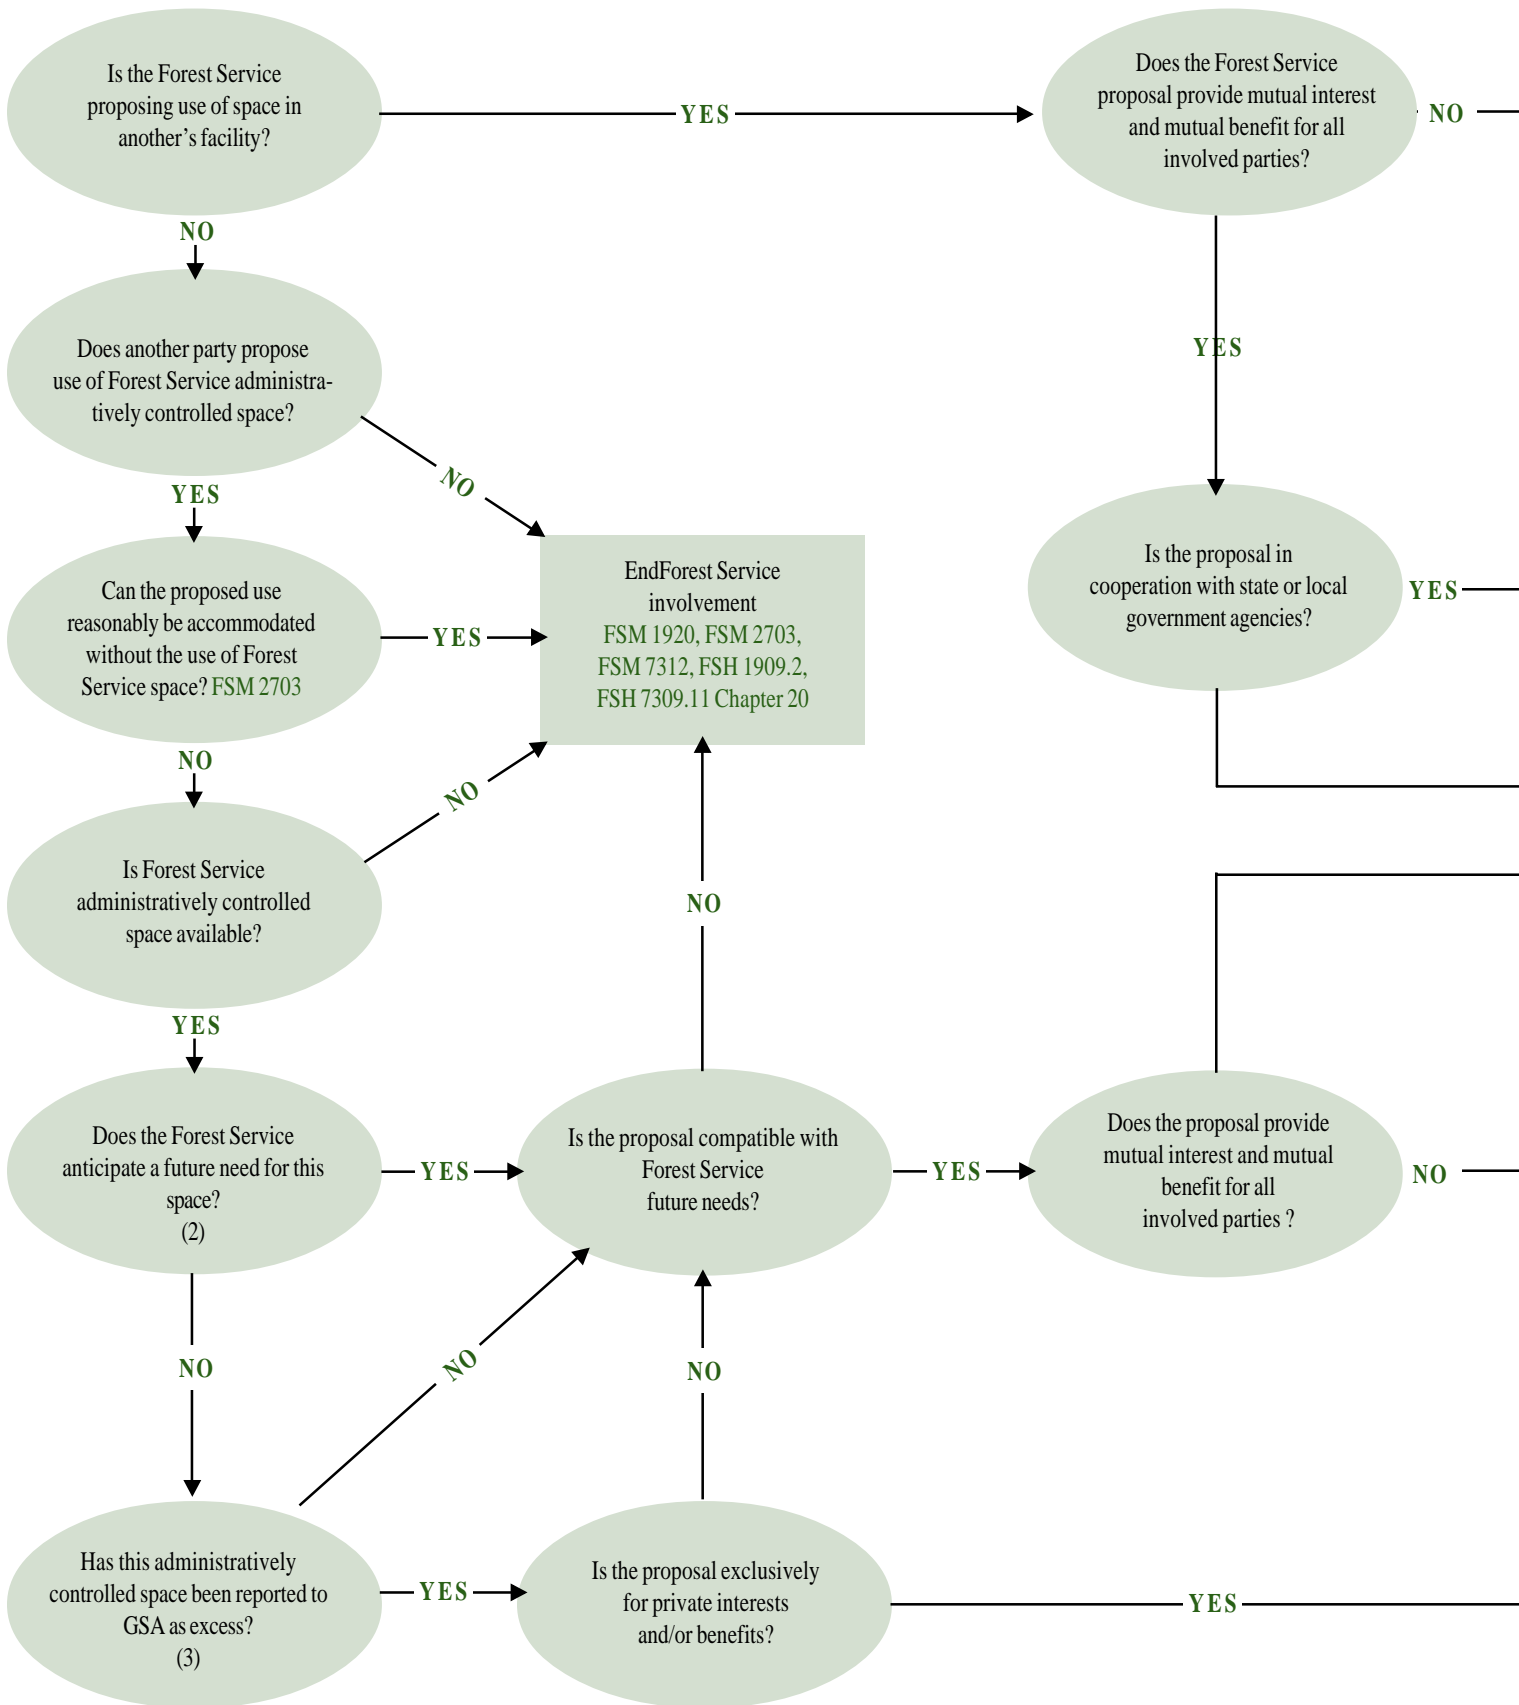 Is the Forest Service
proposing use of space in
another's facility?
YES
Does the Forest Service
proposal provide mutual interest
and mutual benefit for all
involved parties?
NO
NO
Does another party propose
use of Forest Service administra-
tively controlled space?
NO
YES
YES
Can the proposed use
reasonably be accommodated
without the use of Forest
Service space? FSM 2703
YES
EndForest Service
involvement
FSM 1920, FSM 2703,
FSM 7312, FSH 1909.2,
FSH 7309.11 Chapter 20
Is the proposal in
cooperation with state or local
government agencies?
YES
NO
NO
Is Forest Service
administratively controlled
space available?
NO
YES
Does the Forest Service
anticipate a future need for this
space?
(2)
YES
Is the proposal compatible with
Forest Service
future needs?
YES
Does the proposal provide
mutual interest and mutual
benefit for all
involved parties ?
NO
NO
NO
NO
Has this administratively
controlled space been reported to
GSA as excess?
(3)
YES
Is the proposal exclusively
for private interests
and/or benefits?
YES